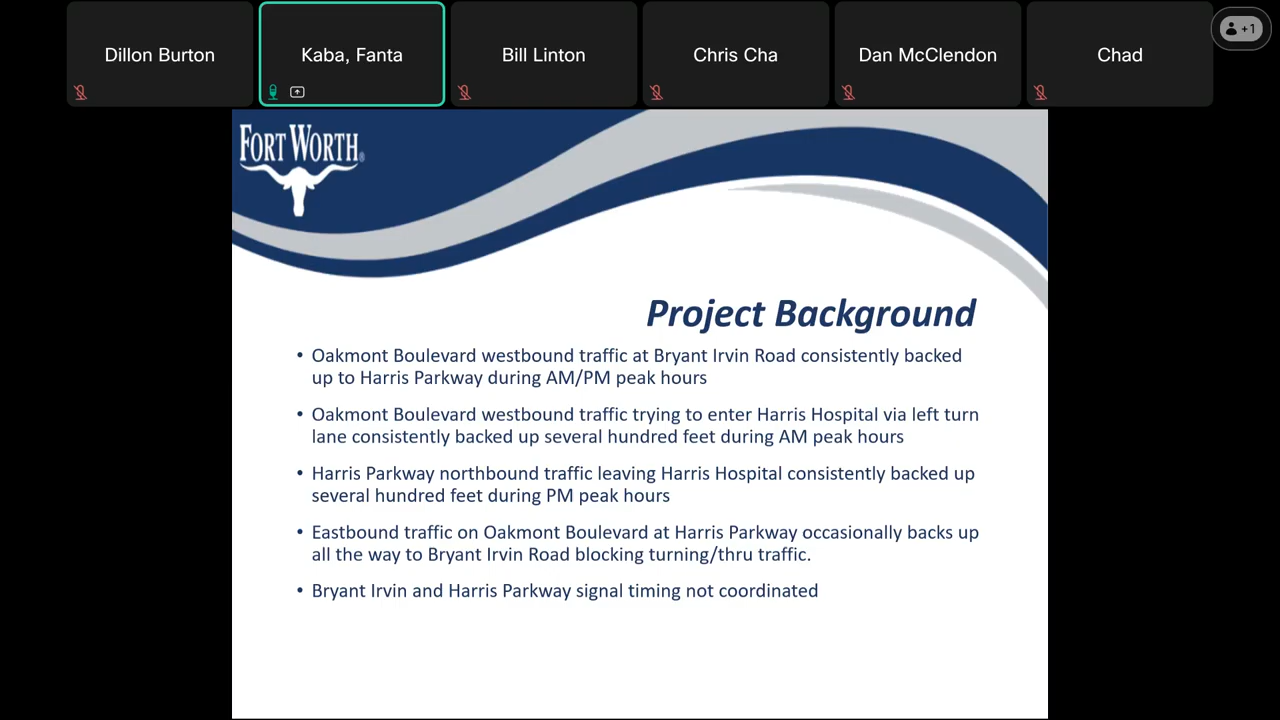 Dillon Burton
Kaba, Fanta
Bill Linton
Chris Cha
Dan McClendon
Chad
+1
FORT WORTH®
Project Background
• Oakmont Boulevard westbound traffic at Bryant Irvin Road consistently backed
up to Harris Parkway during AM/PM peak hours
• Oakmont Boulevard westbound traffic trying to enter Harris Hospital via left turn
lane consistently backed up several hundred feet during AM peak hours
• Harris Parkway northbound traffic leaving Harris Hospital consistently backed up
several hundred feet during PM peak hours
• Eastbound traffic on Oakmont Boulevard at Harris Parkway occasionally backs up
all the way to Bryant Irvin Road blocking turning/thru traffic.
• Bryant Irvin and Harris Parkway signal timing not coordinated